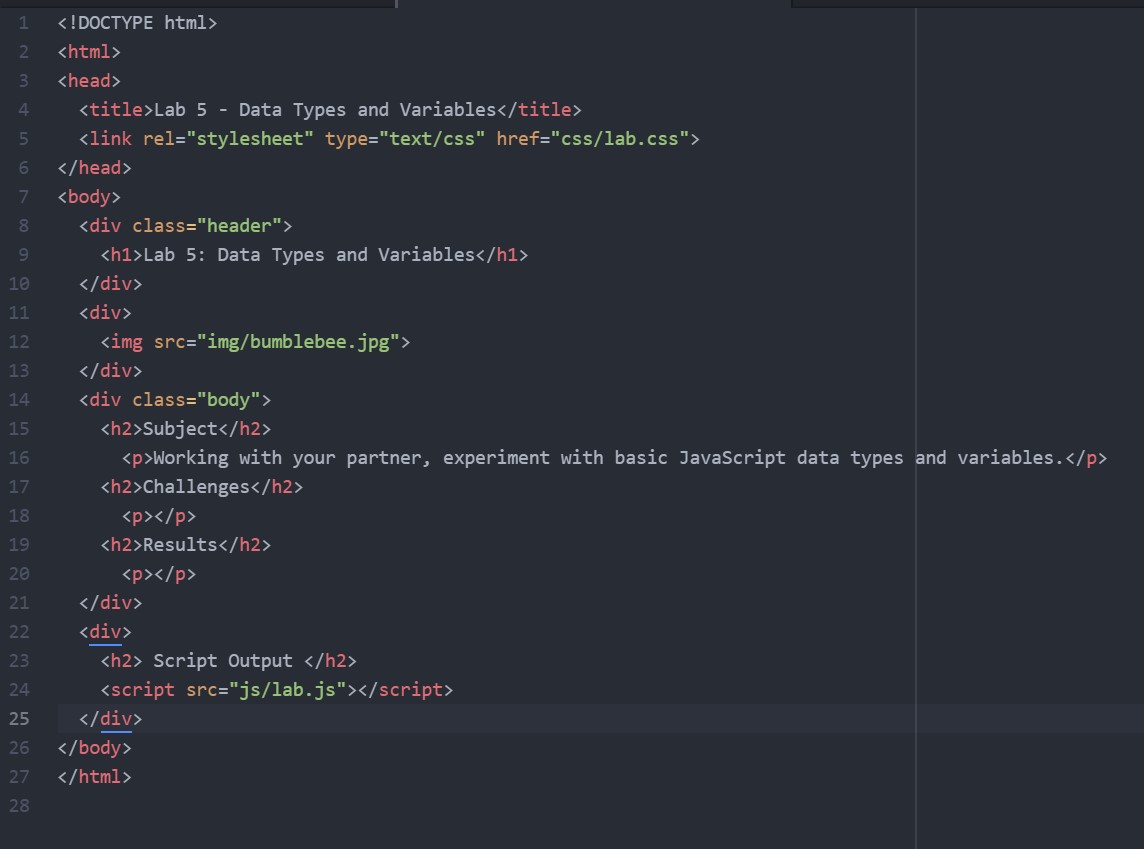 1 <!DOCTYPE html>
2 <html>
3 <head>
4   <title>Lab 5 - Data Types and Variables</title>
5   <link rel="stylesheet" type="text/css" href="css/lab.css">
6 </head>
7 <body>
8   <div class="header">
9     <h1>Lab 5: Data Types and Variables</h1>
10   </div>
11   <div>
12     <img src="img/bumblebee.jpg">
13   </div>
14   <div class="body">
15     <h2>Subject</h2>
16       <p>Working with your partner, experiment with basic JavaScript data types and variables.</p>
17     <h2>Challenges</h2>
18       <p></p>
19     <h2>Results</h2>
20       <p></p>
21   </div>
22   <div>
23     <h2> Script Output </h2>
24     <script src="js/lab.js"></script>
25   </div>
26 </body>
27 </html>
28